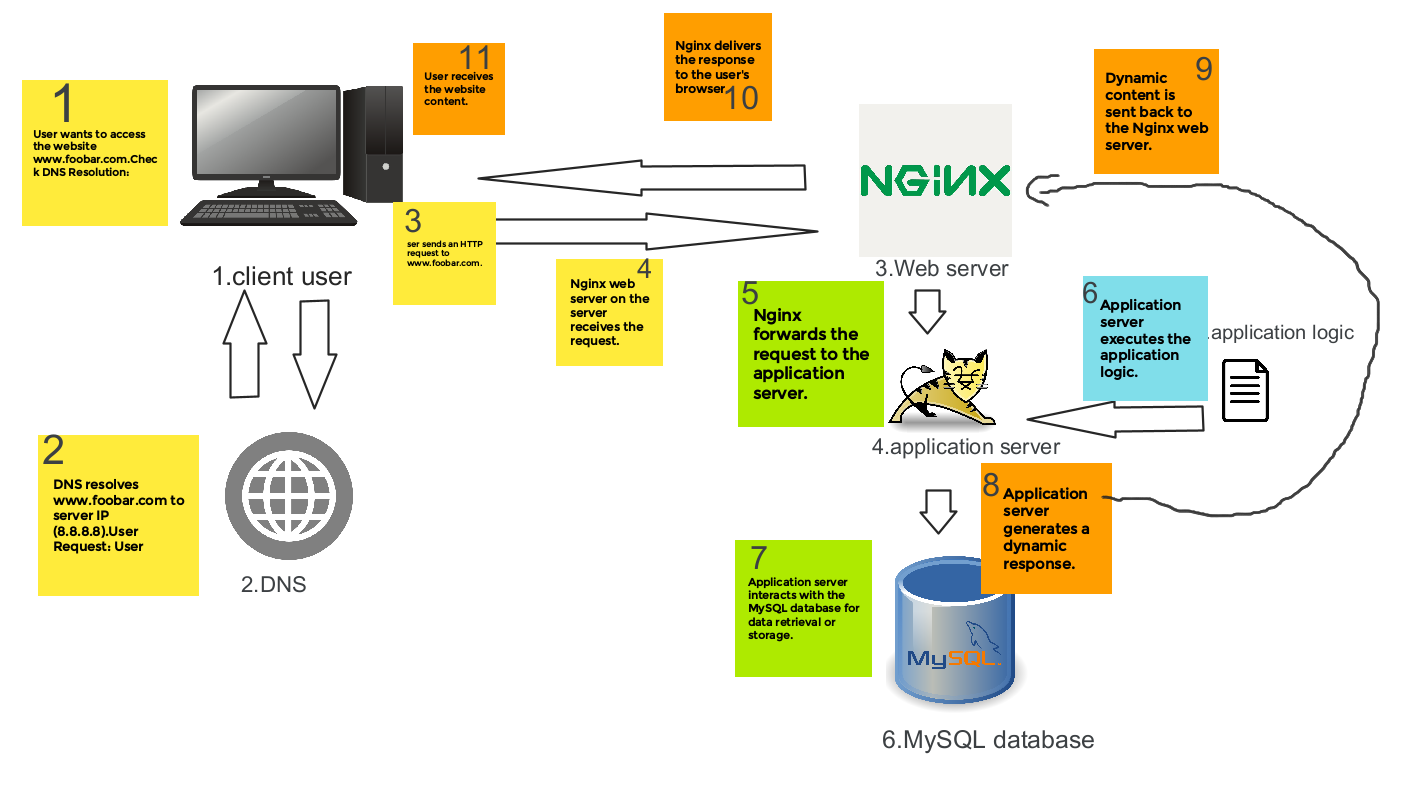 1
User wants to access
the website
www.foobar.com.Chec
k DNS Resolution:
11
User receives
the website
content.
Nginx delivers
the response
to the user's
browser
10
9
Dynamic
content is
sent back to
the Nginx web
server.
NGiNX
3
ser sends an HTTP
request to
www.foobar.com.
1.client user
4
Nginx web
server on the
server
receives the
request.
3.Web server
5
Nginx
forwards the
request to the
application
server.
6
Application
server
executes the
application
logic.
.application logic
4.application server
2
DNS resolves
www.foobar.com to
server IP
(8.8.8.8).User
Request: User
2.DNS
8
Application
server
generates a
dynamic
response.
7
Application server
interacts with the
MySQL database for
data retrieval or
storage.
MySQL
6.MySQL database